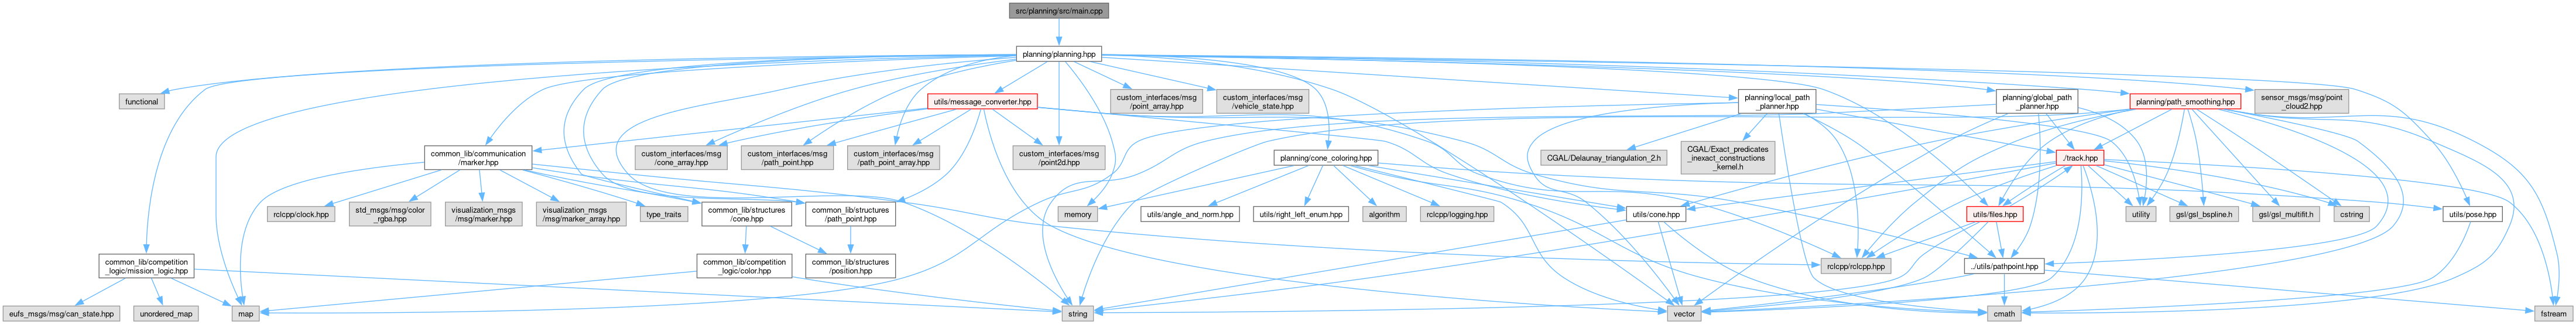 src/planning/src/main.cpp
planning/planning.hpp
functional
utils/message_converter.hpp
custom_interfaces/msg
/point_array.hpp
custom_interfaces/msg
/vehicle_state.hpp
planning/local_path
_planner.hpp
planning/global_path
_planner.hpp
planning/path_smoothing.hpp
sensor_msgs/msg/point
_cloud2.hpp
common_lib/communication
/marker.hpp
custom_interfaces/msg
/cone_array.hpp
custom_interfaces/msg
/path_point.hpp
custom_interfaces/msg
/path_point_array.hpp
custom_interfaces/msg
/point2d.hpp
planning/cone_coloring.hpp
CGAL/Delaunay_triangulation_2.h
CGAL/Exact_predicates
_inexact_constructions
_kernel.h
./track.hpp
rclcpp/clock.hpp
std_msgs/msg/color
_rgba.hpp
visualization_msgs
/msg/marker.hpp
visualization_msgs
/msg/marker_array.hpp
type_traits
common_lib/structures
/cone.hpp
common_lib/structures
/path_point.hpp
memory
utils/angle_and_norm.hpp
utils/right_left_enum.hpp
algorithm
rclcpp/logging.hpp
utils/cone.hpp
utils/files.hpp
utility
gsl/gsl_bspline.h
gsl/gsl_multifit.h
cstring
utils/pose.hpp
common_lib/competition
_logic/mission_logic.hpp
common_lib/competition
_logic/color.hpp
common_lib/structures
/position.hpp
rclcpp/rclcpp.hpp
../utils/pathpoint.hpp
eufs_msgs/msg/can_state.hpp
unordered_map
map
string
vector
cmath
fstream